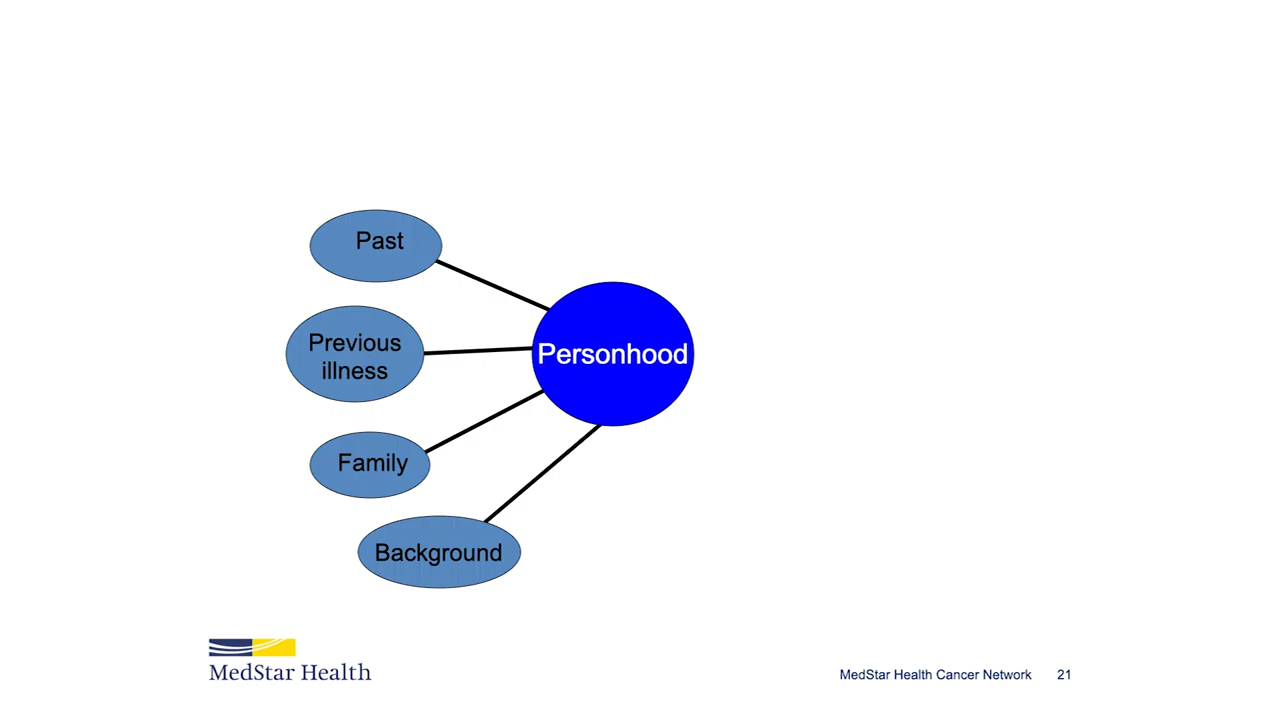 Past
Previous
illness
Personhood
Family
Background
MedStar Health
MedStar Health Cancer Network 21